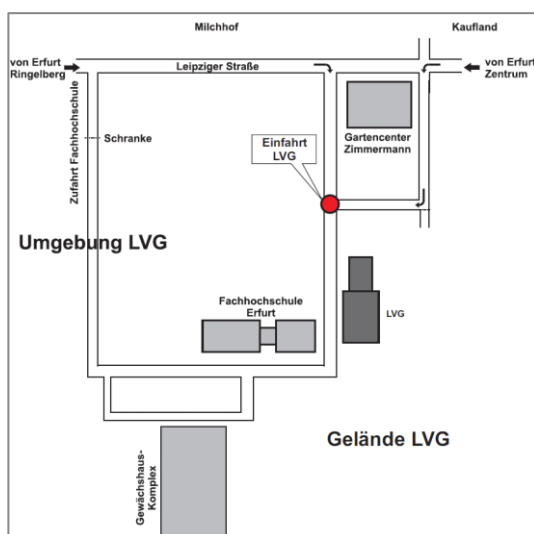 Milchhof
Kaufland
von Erfurt
Ringelberg
Leipziger Straße
von Erfurt
Zentrum
Zufahrt Fachhochschule
Schranke
Einfahrt
LVG
Gartencenter
Zimmermann
Umgebung LVG
Fachhochschule
Erfurt
LVG
Gelände LVG
Gewächshaus-
Komplex